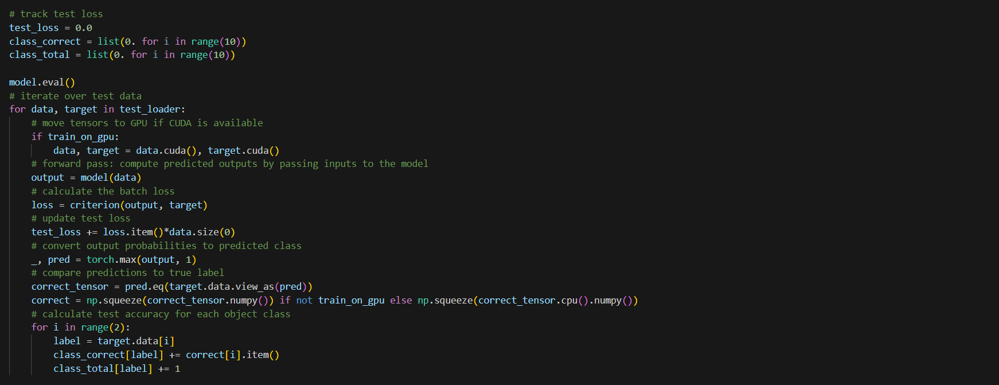 # track test loss
test_loss = 0.0
class_correct = list(0. for i in range(10))
class_total = list(0. for i in range(10))

model.eval()
# iterate over test data
for data, target in test_loader:
    # move tensors to GPU if CUDA is available
    if train_on_gpu:
        data, target = data.cuda(), target.cuda()
    # forward pass: compute predicted outputs by passing inputs to the model
    output = model(data)
    # calculate the batch loss
    loss = criterion(output, target)
    # update test loss
    test_loss += loss.item()*data.size(0)
    # convert output probabilities to predicted class
    _, pred = torch.max(output, 1)
    # compare predictions to true label
    correct_tensor = pred.eq(target.data.view_as(pred))
    correct = np.squeeze(correct_tensor.numpy()) if not train_on_gpu else np.squeeze(correct_tensor.cpu().numpy())
    # calculate test accuracy for each object class
    for i in range(2):
        label = target.data[i]
        class_correct[label] += correct[i].item()
        class_total[label] += 1